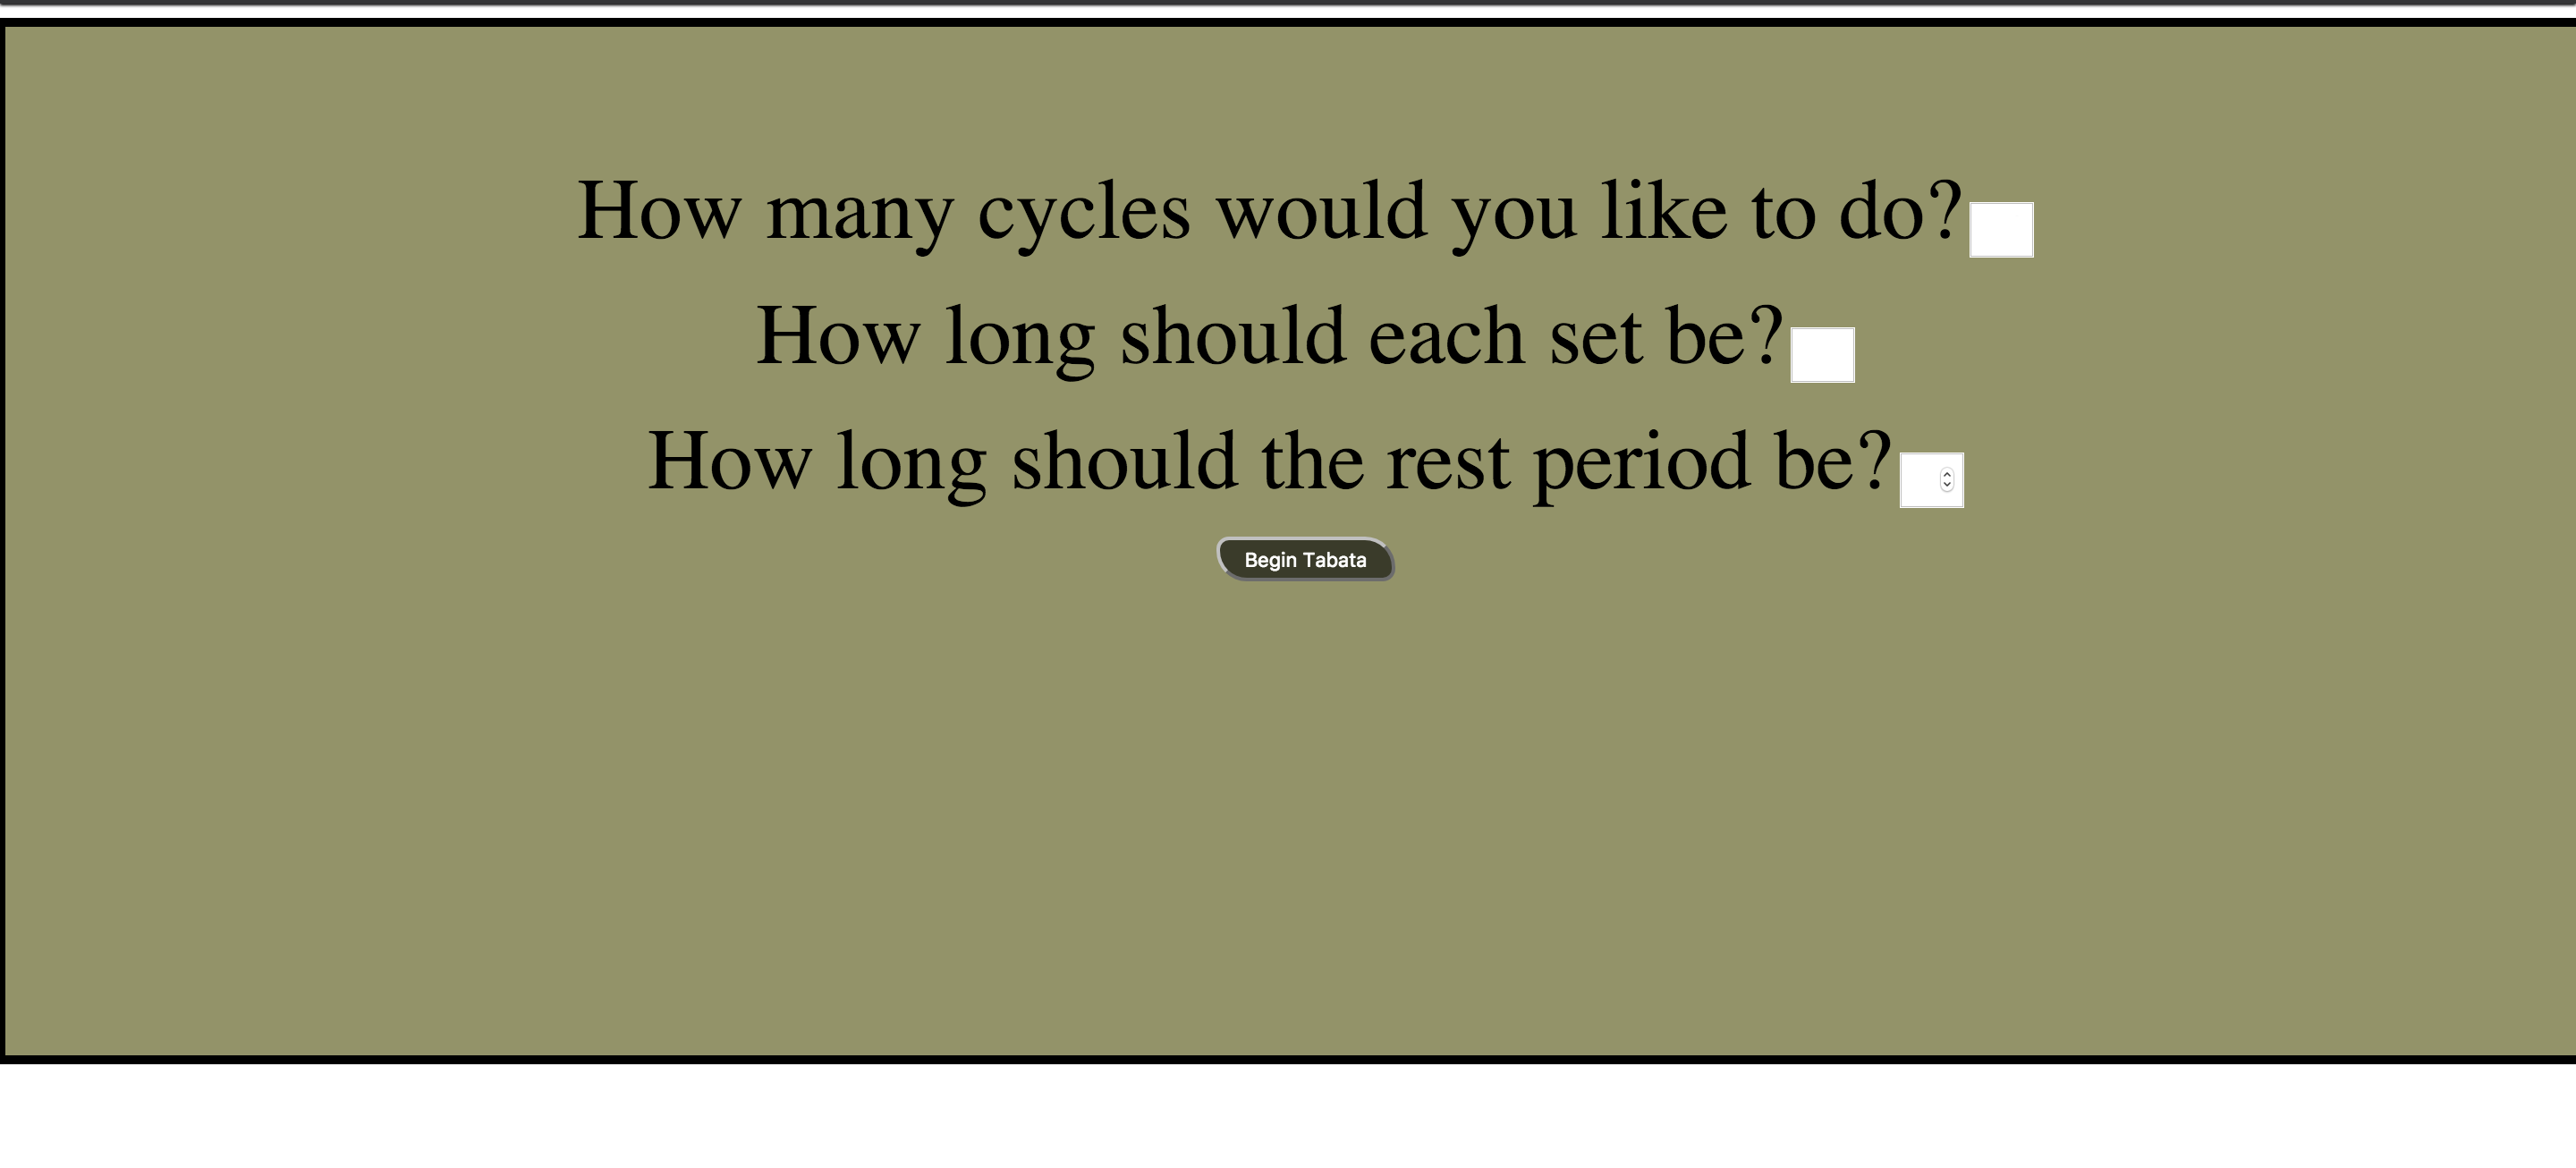 How many cycles would you like to do?
How long should each set be?
How long should the rest period be?
Begin Tabata